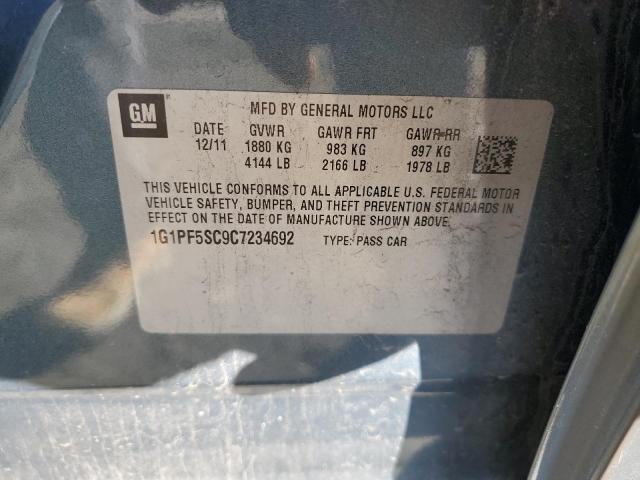 GM
MFD BY GENERAL MOTORS LLC
DATE GVWR GAWR FRT GAWR RR
12/11 1880 KG 983 KG 897 KG
4144 LB 2166 LB 1978 LB
THIS VEHICLE CONFORMS TO ALL APPLICABLE U.S. FEDERAL MOTOR
VEHICLE SAFETY, BUMPER, AND THEFT PREVENTION STANDARDS IN
EFFECT ON THE DATE OF MANUFACTURE SHOWN ABOVE.
1G1PF5SC9C7234692 TYPE: PASS CAR